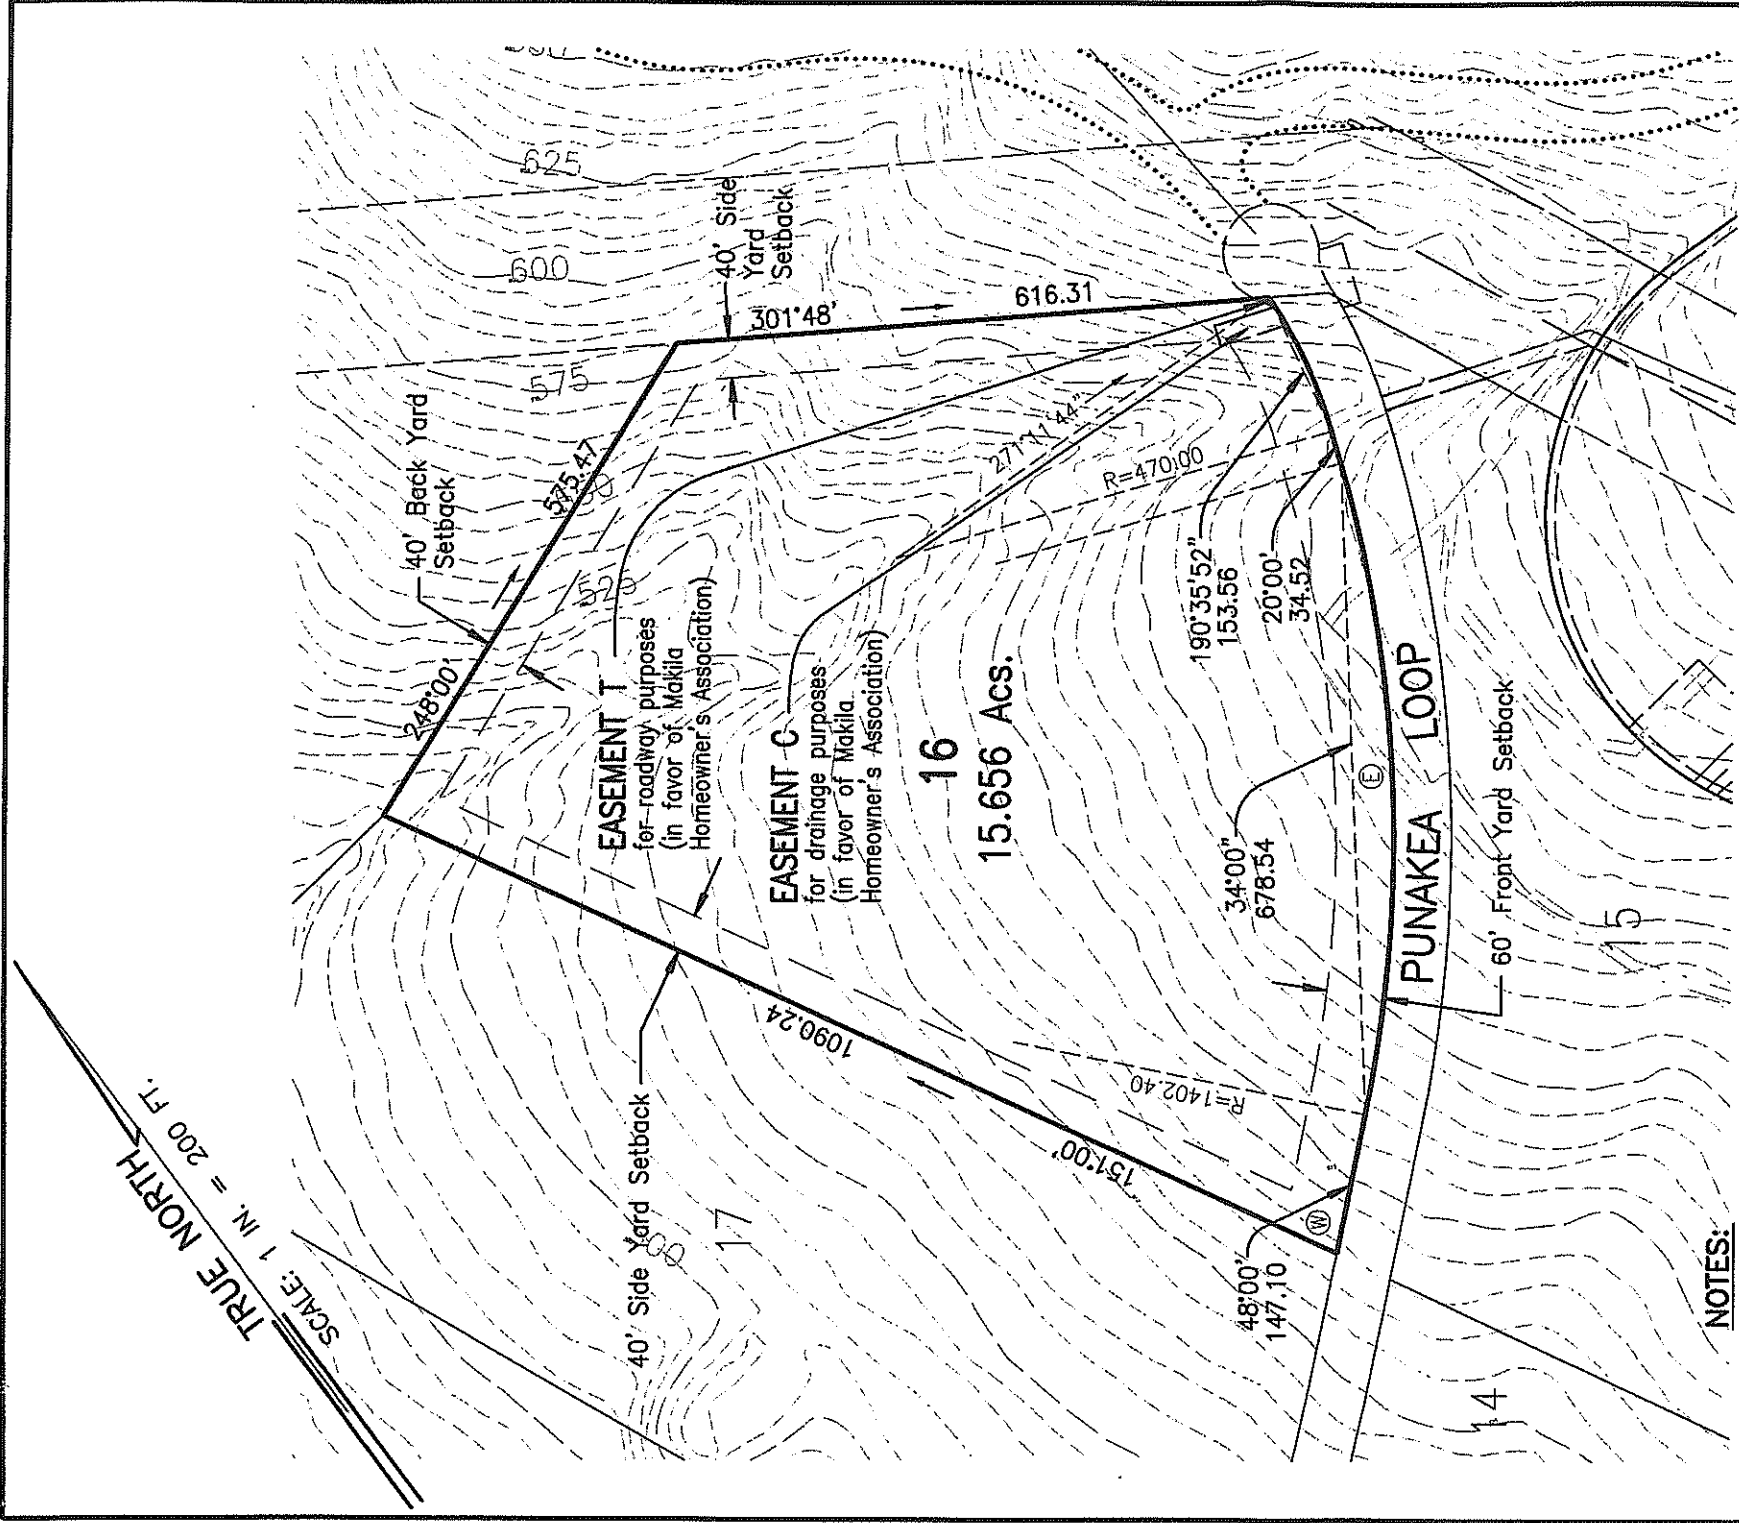 TRUE NORTH
SCALE: 1 IN. = 200 FT.
625
600
575
550
525
40' Side
Yard
Setback
301°48'
616.31
40' Back Yard
Setback
248°00'
575.47
EASEMENT T
for roadway purposes
(in favor of Makila
Homeowner's Association)
EASEMENT C
for drainage purposes
(in favor of Makila
Homeowner's Association)
271°11'44"
R=470.00
16
15.656 Acs.
190°35'52"
153.56
20°00'
34.52
34°00"
678.54
E
PUNAKEA LOOP
60' Front Yard Setback
15
40' Side Yard Setback
17
1090.24
151°00'
R=1402.40
48°00'
147.10
W
14
NOTES: